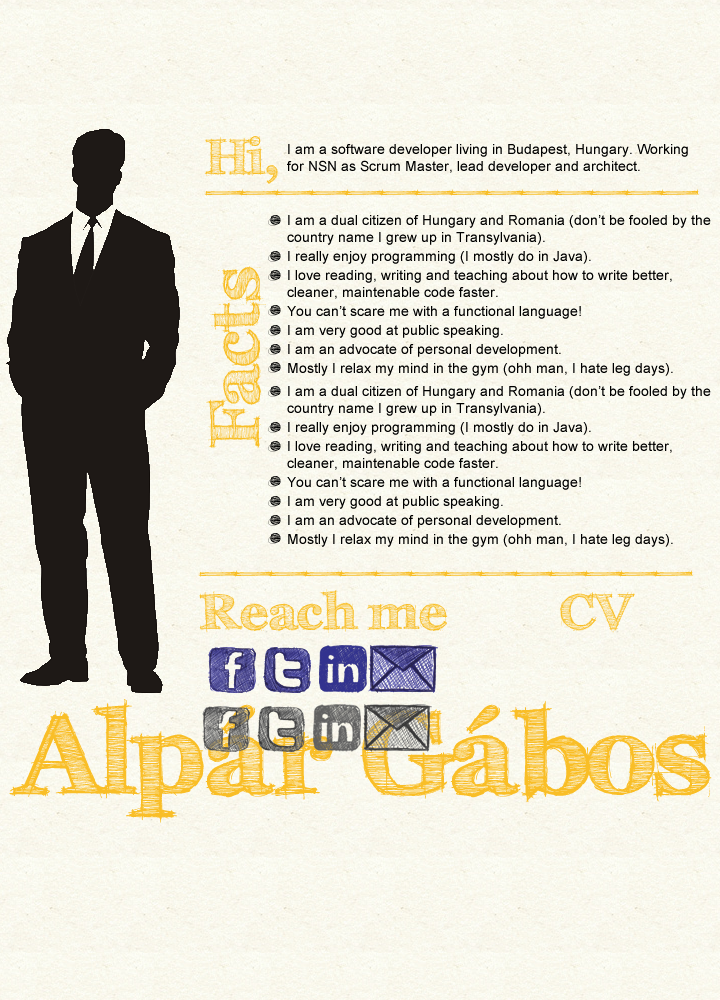 Hi,
I am a software developer living in Budapest, Hungary. Working
for NSN as Scrum Master, lead developer and architect.
Facts
I am a dual citizen of Hungary and Romania (don't be fooled by the
country name I grew up in Transylvania).
I really enjoy programming (I mostly do in Java).
I love reading, writing and teaching about how to write better,
cleaner, maintenable code faster.
You can't scare me with a functional language!
I am very good at public speaking.
I am an advocate of personal development.
Mostly I relax my mind in the gym (ohh man, I hate leg days).
I am a dual citizen of Hungary and Romania (don't be fooled by the
country name I grew up in Transylvania).
I really enjoy programming (I mostly do in Java).
I love reading, writing and teaching about how to write better,
cleaner, maintenable code faster.
You can't scare me with a functional language!
I am very good at public speaking.
I am an advocate of personal development.
Mostly I relax my mind in the gym (ohh man, I hate leg days).
Reach me CV
f t in
f t in
Alpár Gábos